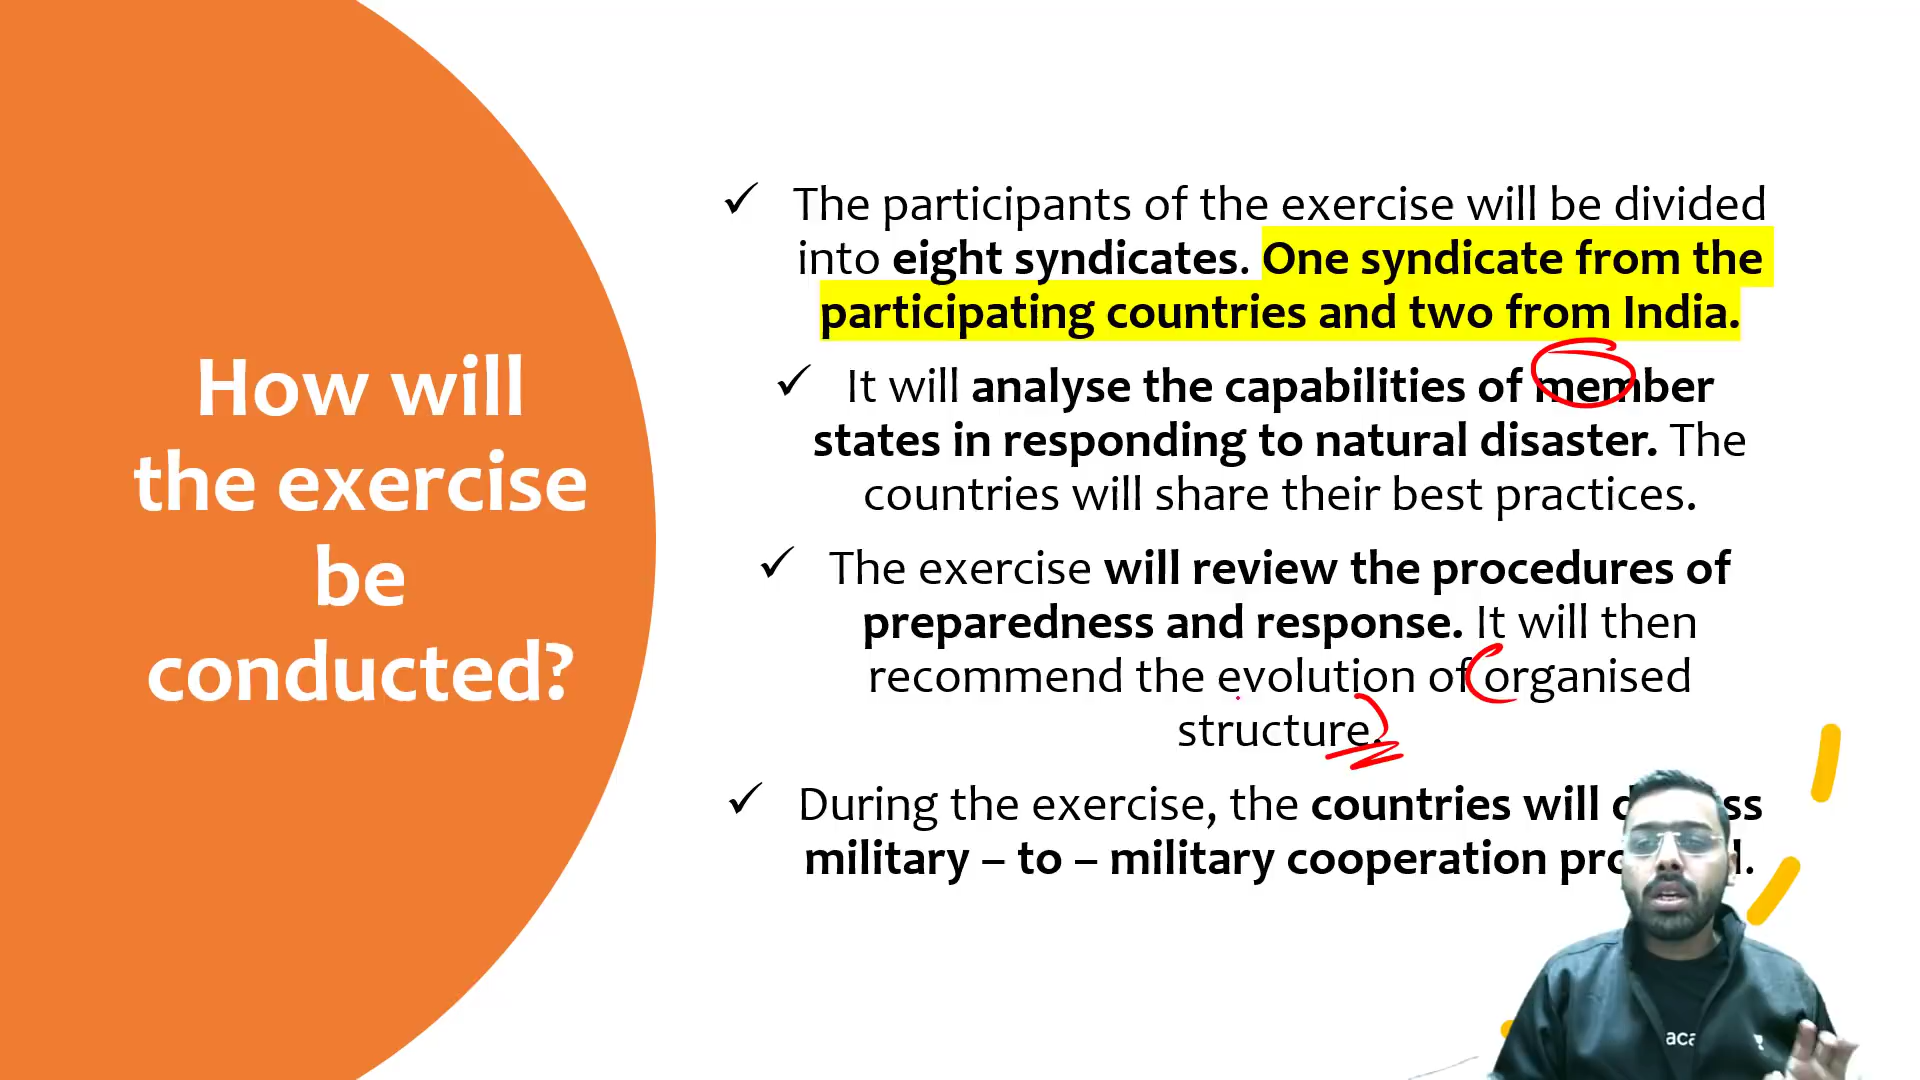 How will
the exercise
be
conducted?
✓ The participants of the exercise will be divided
into eight syndicates. One syndicate from the
participating countries and two from India.
✓ It will analyse the capabilities of member
states in responding to natural disaster. The
countries will share their best practices.
✓ The exercise will review the procedures of
preparedness and response. It will then
recommend the evolution of organised
structure.
✓ During the exercise, the countries will
military – to – military cooperation
aca